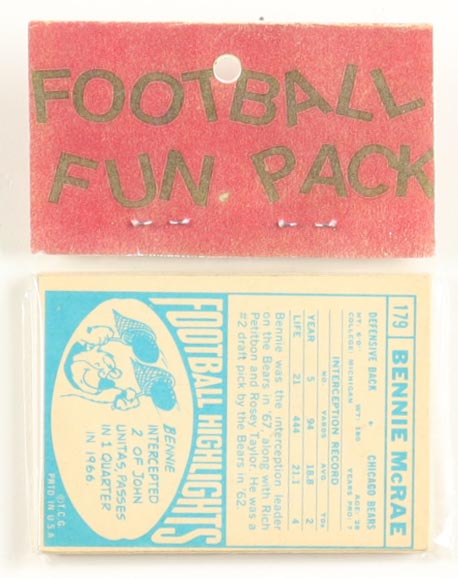 FOOTBALL
FUN PACK
179 BENNIE McRAE
DEFENSIVE BACK ★ CHICAGO BEARS
HT. 6-0: WT: 180 AGE: 28
COLLEGE: MICHIGAN YEARS PRO: 7
INTERCEPTION RECORD
NO. YARDS AVG. TDs
YEAR 5 94 18.8 2
LIFE 21 444 21.1 4
Bennie was the interception leader
on the Bears in '67, along with Rich
Petitbon and Rosey Taylor. He was a
#2 draft pick by the Bears in '62.
FOOTBALL HIGHLIGHTS
BENNIE
INTERCEPTED
2 OF JOHN
UNITAS, PASSES
IN 1 QUARTER
IN 1966.
© T.C.G.
PRTD IN U.S.A